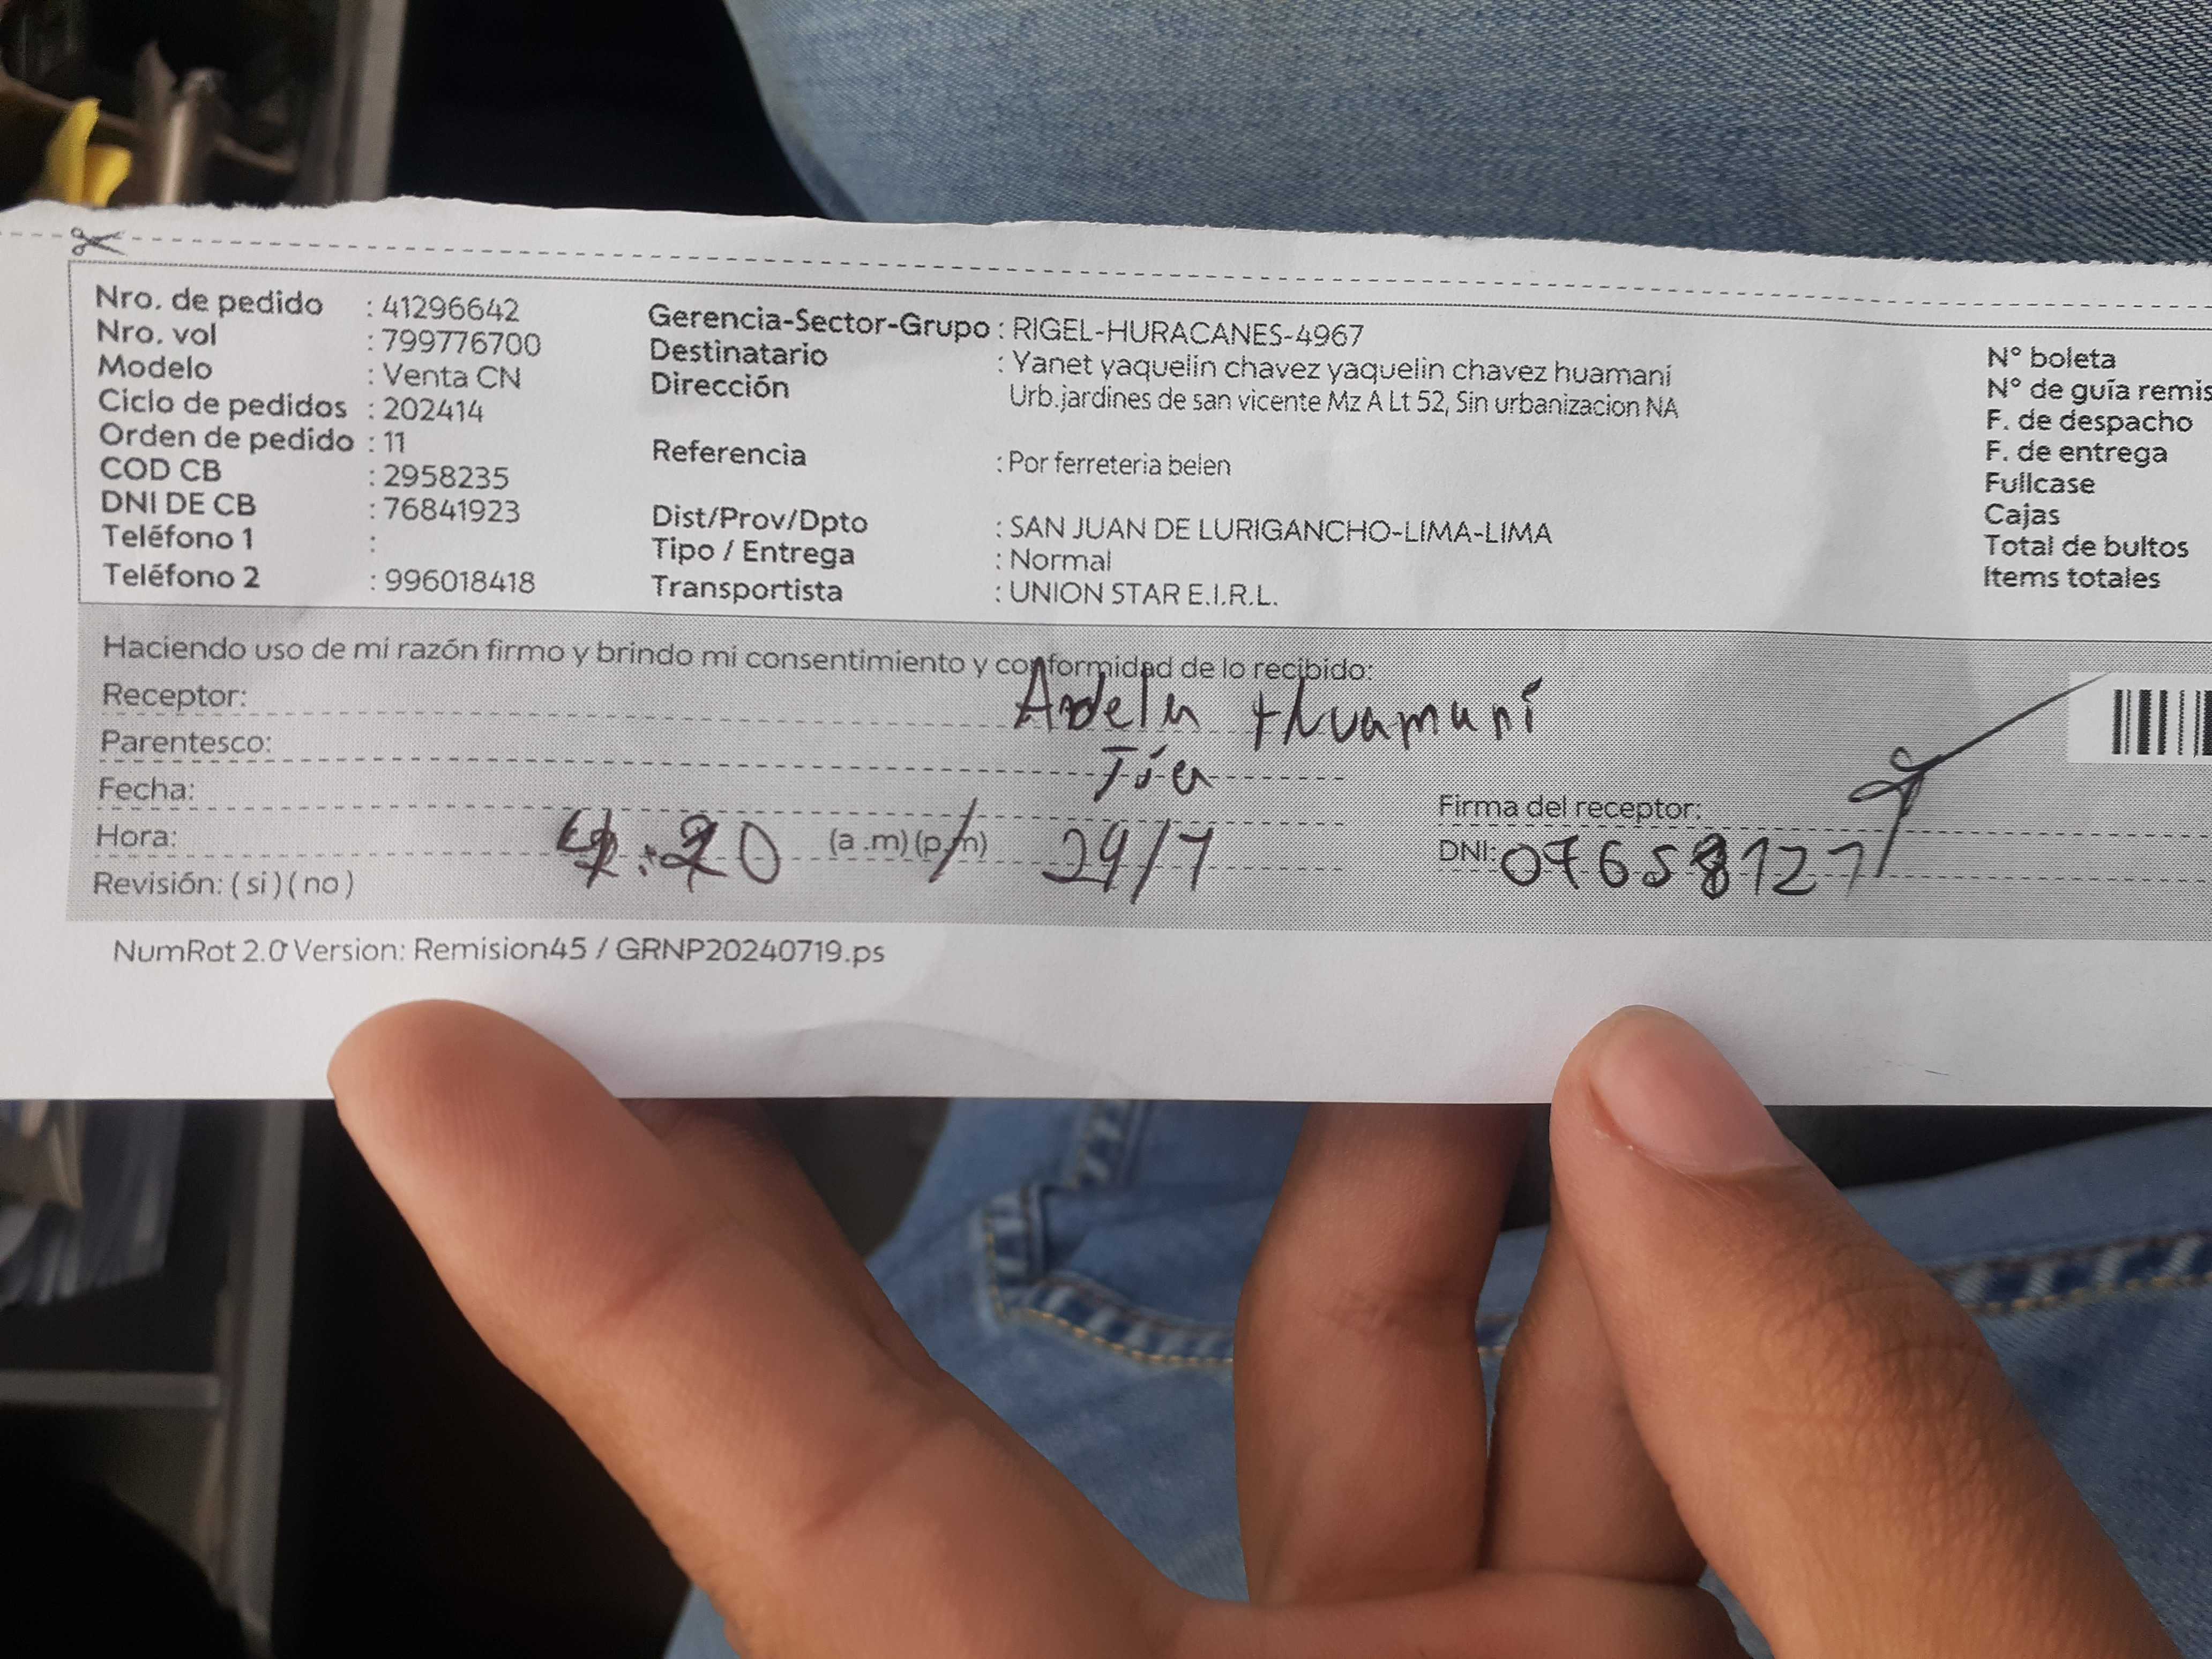 Nro. de pedido : 41296642
Nro. vol : 799776700
Modelo : Venta CN
Ciclo de pedidos : 202414
Orden de pedido : 11
COD CB : 2958235
DNI DE CB : 76841923
Teléfono 1 :
Teléfono 2 : 996018418
Gerencia-Sector-Grupo : RIGEL-HURACANES-4967
Destinatario : Yanet yaquelin chavez yaquelin chavez huamani
Dirección Urb.jardines de san vicente Mz A Lt 52, Sin urbanizacion NA
Referencia : Por ferreteria belen
Dist/Prov/Dpto : SAN JUAN DE LURIGANCHO-LIMA-LIMA
Tipo / Entrega : Normal
Transportista : UNION STAR E.I.R.L.
N° boleta
N° de guía remis
F. de despacho
F. de entrega
Fullcase
Cajas
Total de bultos
Items totales
Haciendo uso de mi razón firmo y brindo mi consentimiento y conformidad de lo recibido:
Receptor: Huamani
Parentesco: Tía
Fecha:
Hora: (a .m) (p.m) 29/7
Revisión: ( si ) ( no )
Firma del receptor:
DNI:
NumRot 2.0 Version: Remision45 / GRNP20240719.ps